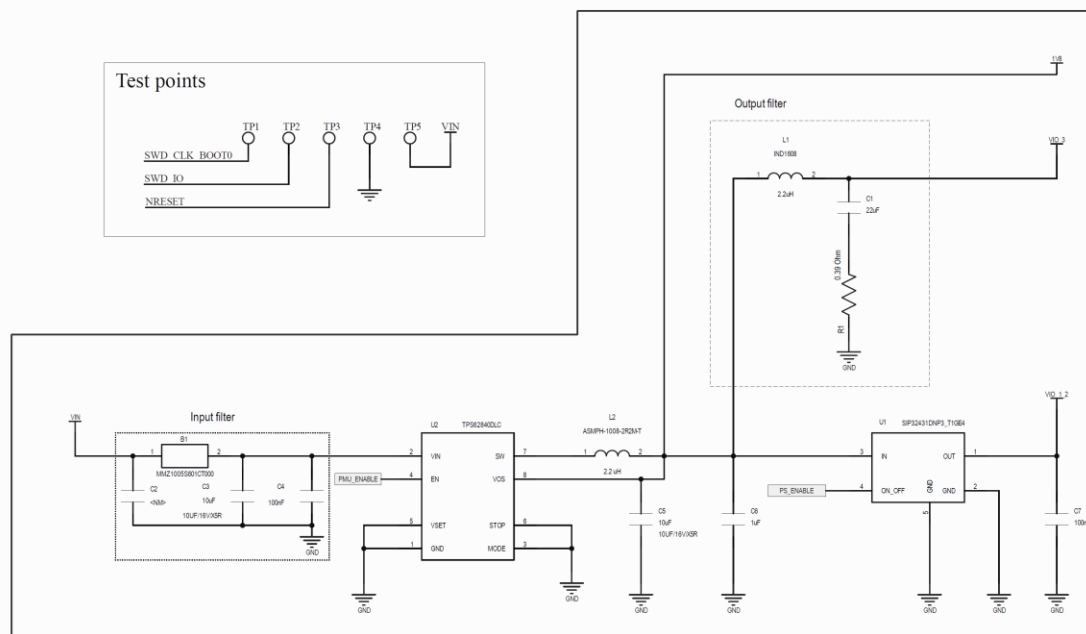 Test points
TP1 TP2 TP3 TP4 TP5 VIN
SWD_CLK_BOOT0
SWD_IO
NRESET
1V8
Output filter
L1
IND1608
VIO_3
1 2
2.2uH
C1
22uF
0.39 Ohm
R1
GND
VIN
Input filter
B1
1 2
MMZ1005S601CT000
C2
<NM>
C3
10uF
10UF/16V/X5R
C4
100nF
GND
U2 TPS62840DLC
2 VIN SW 7
PMU_ENABLE 4 EN VOS 8
5 VSET STOP 6
1 GND MODE 3
GND
GND
L2
ASMPH-1008-2R2M-T
1 2
2.2 uH
C5
10uF
10UF/16V/X5R
GND
C6
1uF
GND
VIO_1_2
U1 SIP32431DNP3_T1GE4
3 IN OUT 1
PS_ENABLE 4 ON_OFF GND 2
GND
5
GND
GND
C7
100n
GND